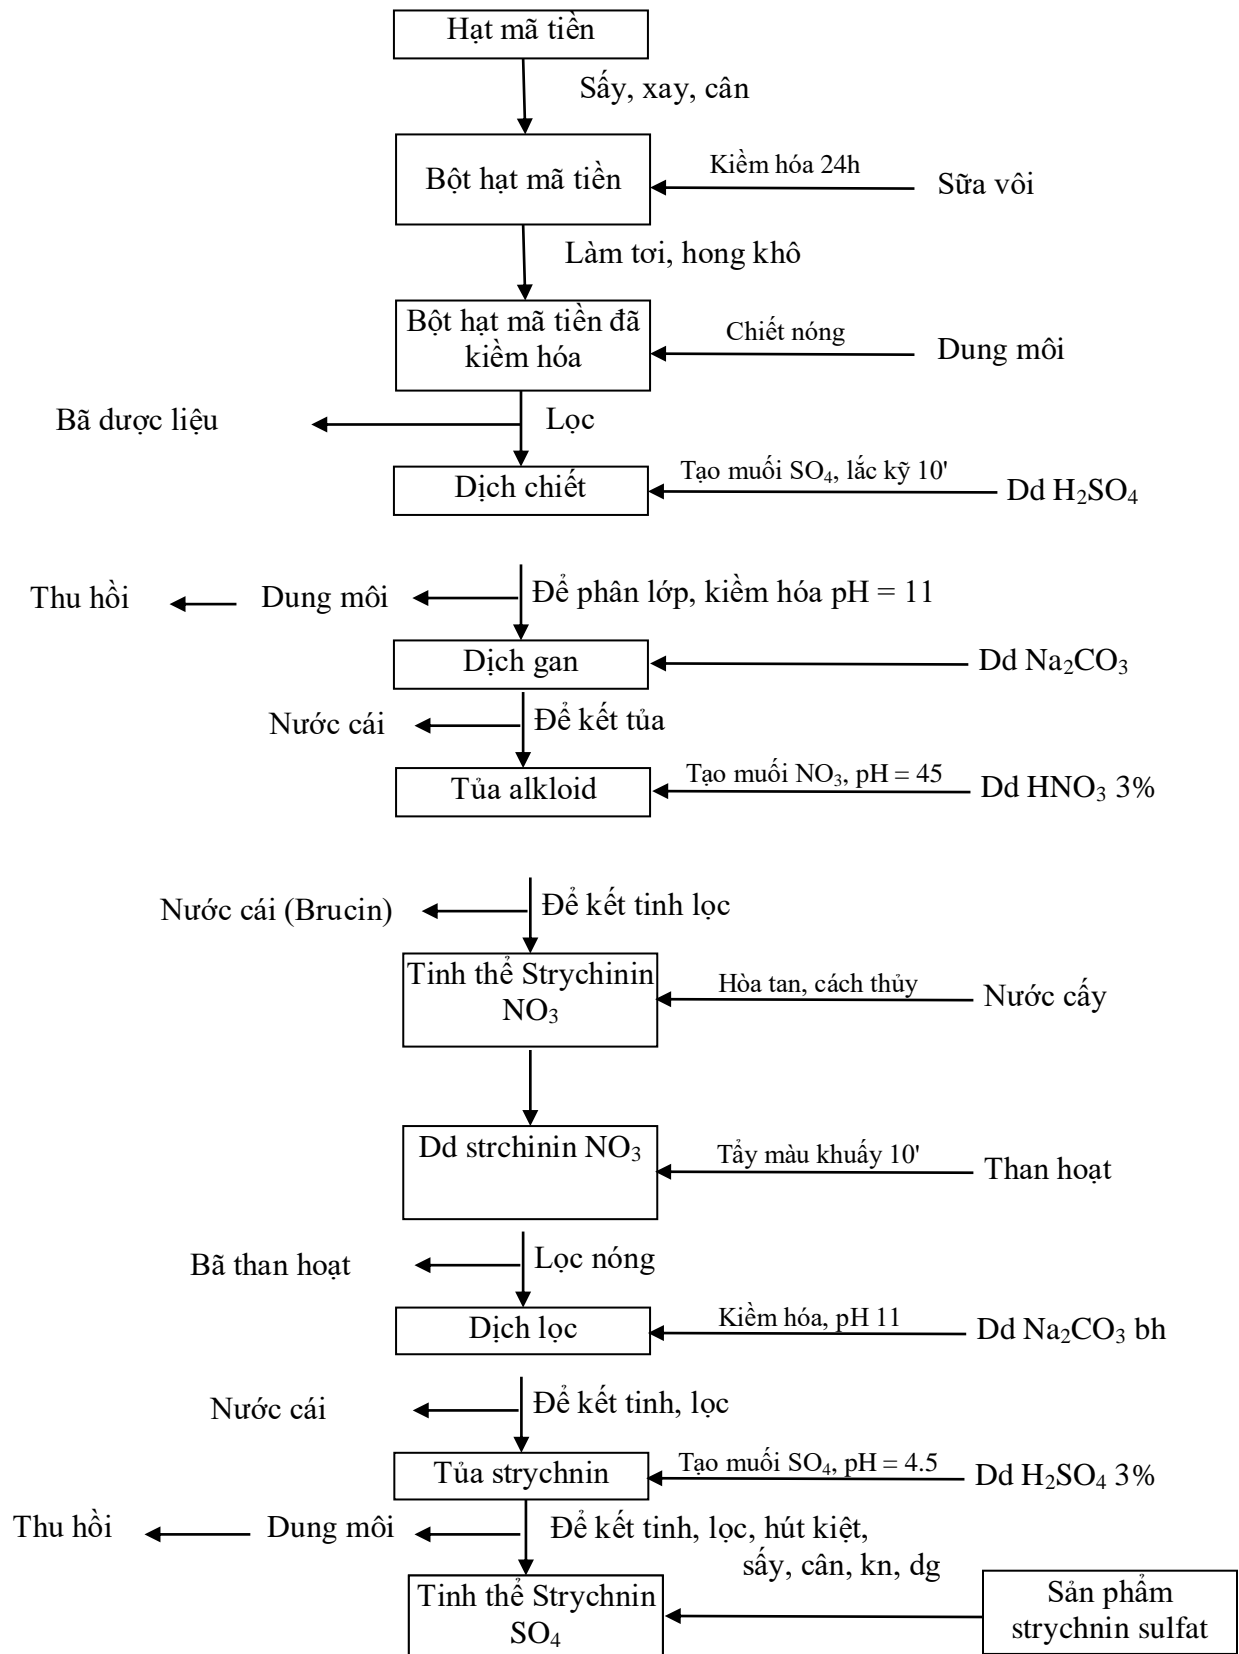 Hạt mã tiền
Sấy, xay, cân
Bột hạt mã tiền
Kiềm hóa 24h
Sữa vôi
Làm tơi, hong khô
Bột hạt mã tiền đã
kiềm hóa
Chiết nóng
Dung môi
Bã dược liệu
Lọc
Dịch chiết
Tạo muối SO₄, lắc kỹ 10'
Dd H₂SO₄
Thu hồi
Dung môi
Để phân lớp, kiềm hóa pH = 11
Dịch gan
Dd Na₂CO₃
Nước cái
Để kết tủa
Tủa alkloid
Tạo muối NO₃, pH = 45
Dd HNO₃ 3%
Nước cái (Brucin)
Để kết tinh lọc
Tinh thể Strychinin
NO₃
Hòa tan, cách thủy
Nước cấy
Dd strchinin NO₃
Tẩy màu khuấy 10'
Than hoạt
Bã than hoạt
Lọc nóng
Dịch lọc
Kiềm hóa, pH 11
Dd Na₂CO₃ bh
Nước cái
Để kết tinh, lọc
Tủa strychnin
Tạo muối SO₄, pH = 4.5
Dd H₂SO₄ 3%
Thu hồi
Dung môi
Để kết tinh, lọc, hút kiệt,
sấy, cân, kn, dg
Tinh thể Strychnin
SO₄
Sản phẩm
strychnin sulfat